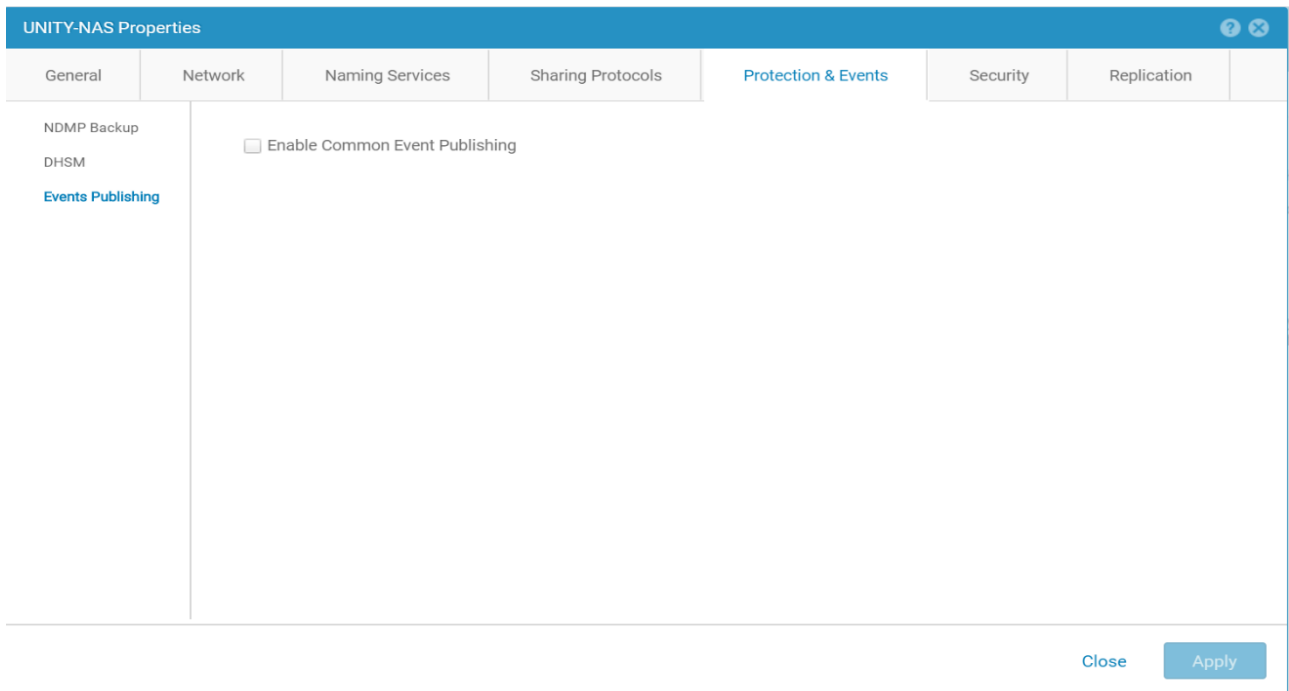 UNITY-NAS Properties
General Network Naming Services Sharing Protocols Protection & Events Security Replication
NDMP Backup
Enable Common Event Publishing
DHSM
Events Publishing
Close Apply